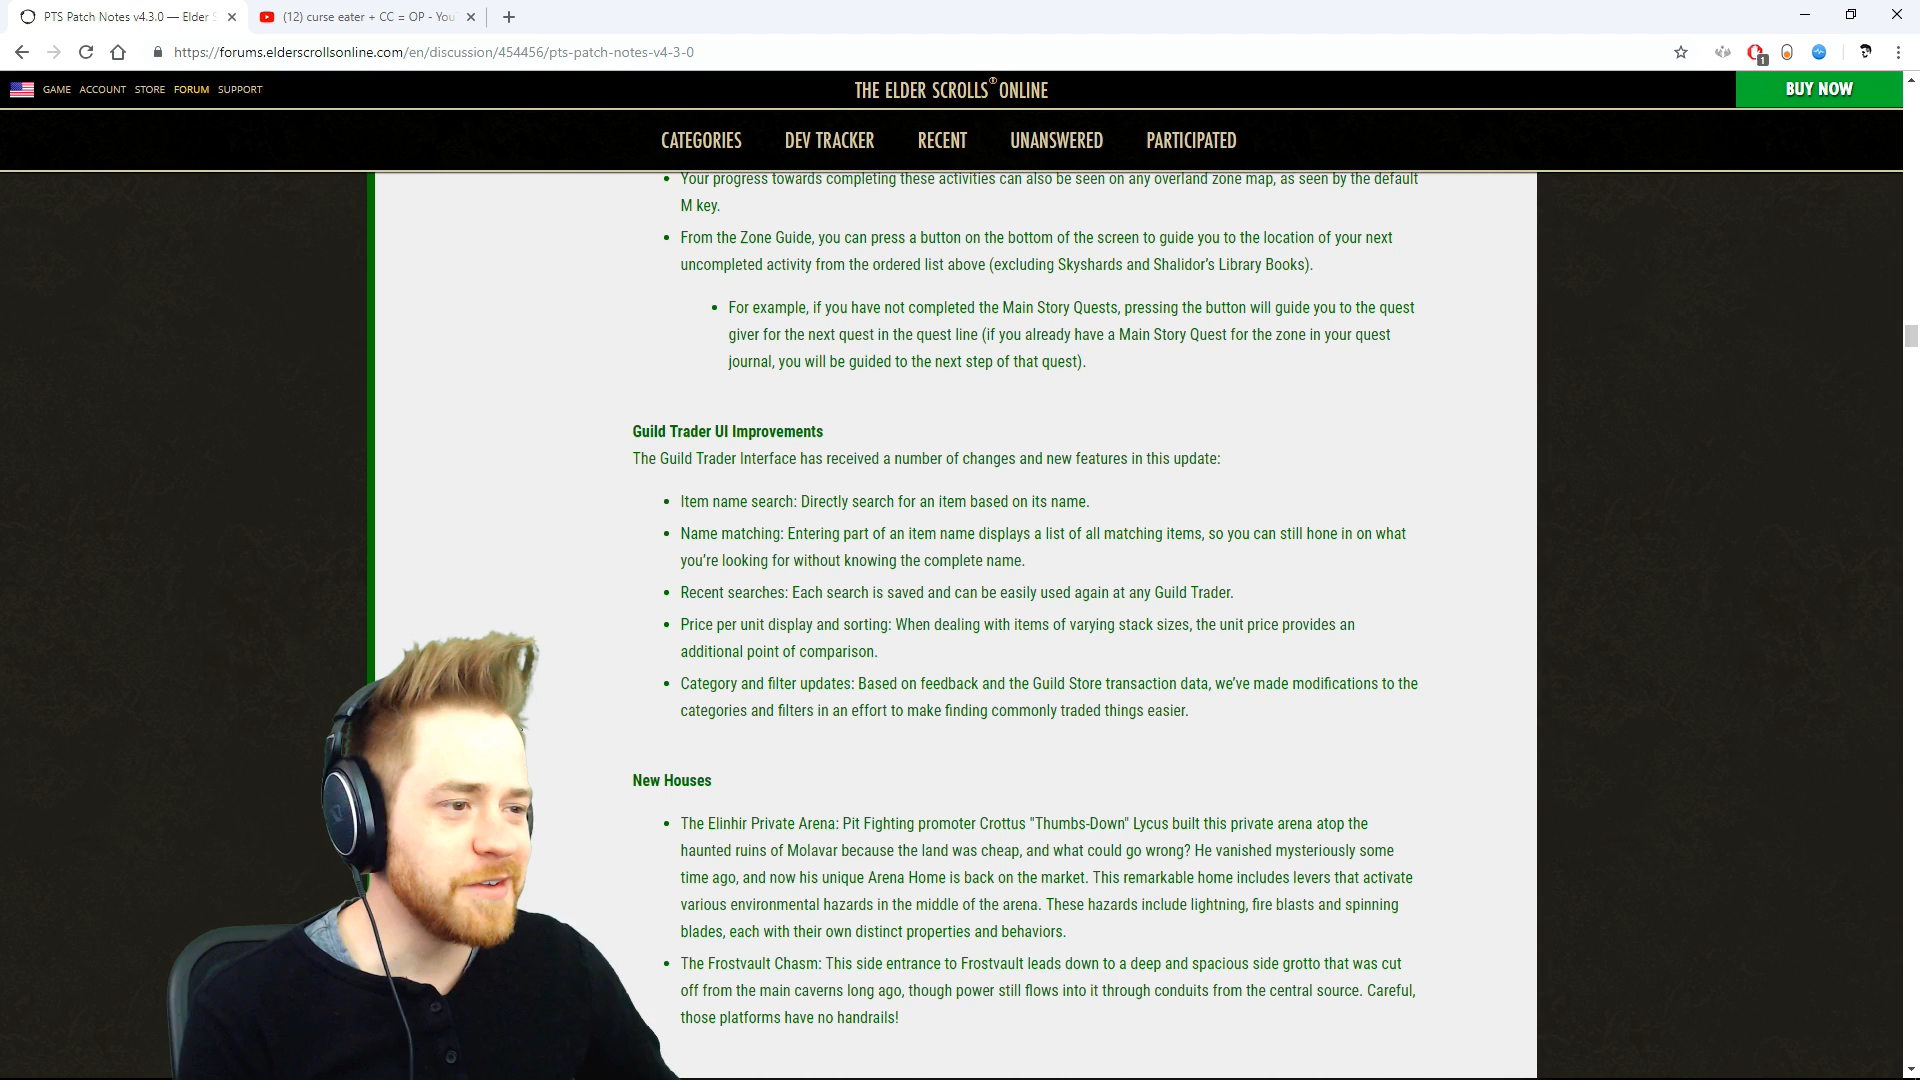 PTS Patch Notes v4.3.0 — Elder S
(12) curse eater + CC = OP - You
https://forums.elderscrollsonline.com/en/discussion/454456/pts-patch-notes-v4-3-0
1
GAME ACCOUNT STORE FORUM SUPPORT
THE ELDER SCROLLS ONLINE
BUY NOW
CATEGORIES DEV TRACKER RECENT UNANSWERED PARTICIPATED
• Your progress towards completing these activities can also be seen on any overland zone map, as seen by the default
M key.
• From the Zone Guide, you can press a button on the bottom of the screen to guide you to the location of your next
uncompleted activity from the ordered list above (excluding Skyshards and Shalidor’s Library Books).
• For example, if you have not completed the Main Story Quests, pressing the button will guide you to the quest
giver for the next quest in the quest line (if you already have a Main Story Quest for the zone in your quest
journal, you will be guided to the next step of that quest).
Guild Trader UI Improvements
The Guild Trader Interface has received a number of changes and new features in this update:
• Item name search: Directly search for an item based on its name.
• Name matching: Entering part of an item name displays a list of all matching items, so you can still hone in on what
you’re looking for without knowing the complete name.
• Recent searches: Each search is saved and can be easily used again at any Guild Trader.
• Price per unit display and sorting: When dealing with items of varying stack sizes, the unit price provides an
additional point of comparison.
• Category and filter updates: Based on feedback and the Guild Store transaction data, we’ve made modifications to the
categories and filters in an effort to make finding commonly traded things easier.
New Houses
• The Elinhir Private Arena: Pit Fighting promoter Crottus "Thumbs-Down" Lycus built this private arena atop the
haunted ruins of Molavar because the land was cheap, and what could go wrong? He vanished mysteriously some
time ago, and now his unique Arena Home is back on the market. This remarkable home includes levers that activate
various environmental hazards in the middle of the arena. These hazards include lightning, fire blasts and spinning
blades, each with their own distinct properties and behaviors.
• The Frostvault Chasm: This side entrance to Frostvault leads down to a deep and spacious side grotto that was cut
off from the main caverns long ago, though power still flows into it through conduits from the central source. Careful,
those platforms have no handrails!